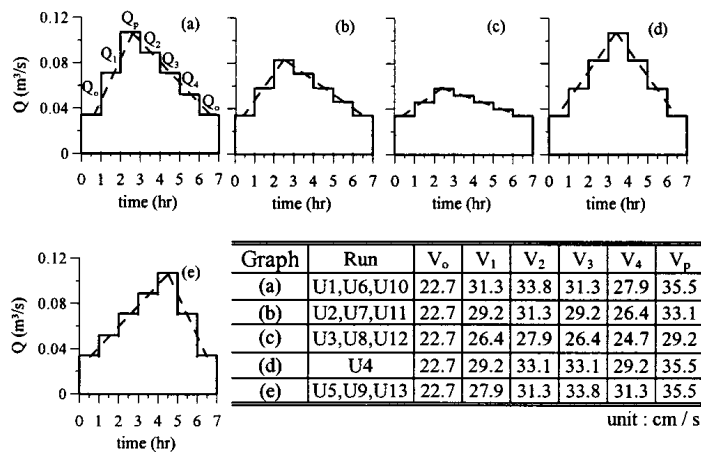 (a)
(b)
(c)
(d)
0.12
0.08
0.04
0
Q (m³/s)
Qo
Q1
Qp
Q2
Q3
Q4
Qo
0 1 2 3 4 5 6 7
0 1 2 3 4 5 6 7
0 1 2 3 4 5 6 7
0 1 2 3 4 5 6 7
time (hr)
time (hr)
time (hr)
time (hr)
(e)
0.12
0.08
0.04
0
Q (m³/s)
0 1 2 3 4 5 6 7
time (hr)
Graph Run Vo V1 V2 V3 V4 Vp
(a) U1,U6,U10 22.7 31.3 33.8 31.3 27.9 35.5
(b) U2,U7,U11 22.7 29.2 31.3 29.2 26.4 33.1
(c) U3,U8,U12 22.7 26.4 27.9 26.4 24.7 29.2
(d) U4 22.7 29.2 33.1 33.1 29.2 35.5
(e) U5,U9,U13 22.7 27.9 31.3 33.8 31.3 35.5
unit : cm / s